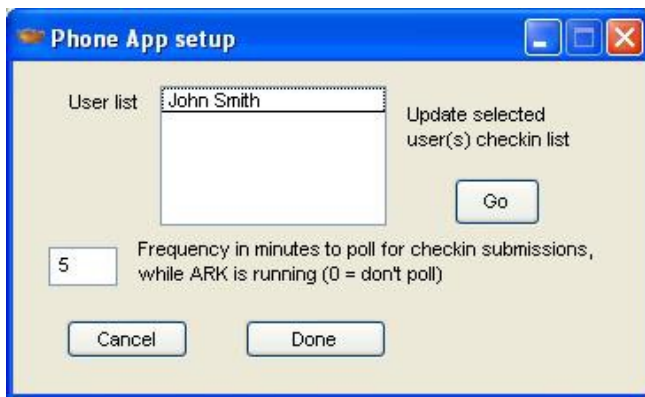 Phone App setup
User list
John Smith
Update selected
user(s) checkin list
Go
5
Frequency in minutes to poll for checkin submissions,
while ARK is running (0 = don't poll)
Cancel
Done